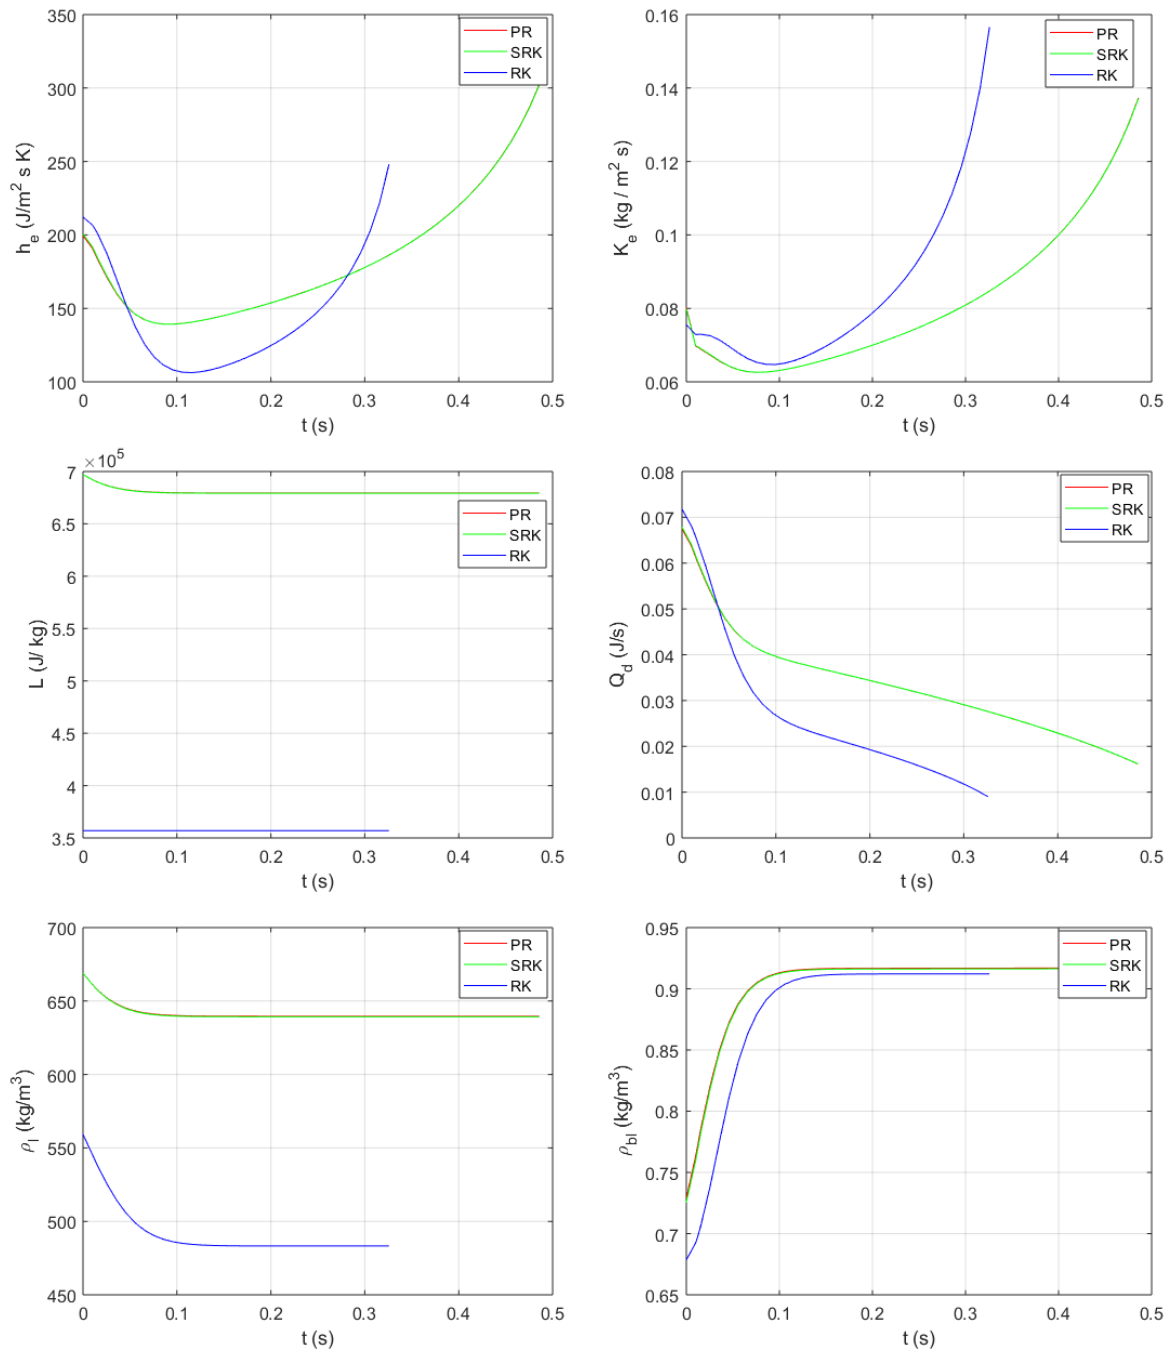 350
300
250
200
150
100
h_e (J/m² s K)
0 0.1 0.2 0.3 0.4 0.5
t (s)
PR
SRK
RK
0.16
0.14
0.12
0.1
0.08
0.06
K_e (kg / m² s)
0 0.1 0.2 0.3 0.4 0.5
t (s)
PR
SRK
RK
×10⁵
7
6.5
6
5.5
5
4.5
4
3.5
L (J/ kg)
0 0.1 0.2 0.3 0.4 0.5
t (s)
PR
SRK
RK
0.08
0.07
0.06
0.05
0.04
0.03
0.02
0.01
0
Q_d (J/s)
0 0.1 0.2 0.3 0.4 0.5
t (s)
PR
SRK
RK
700
650
600
550
500
450
ρ_l (kg/m³)
0 0.1 0.2 0.3 0.4 0.5
t (s)
PR
SRK
RK
0.95
0.9
0.85
0.8
0.75
0.7
0.65
ρ_bl (kg/m³)
0 0.1 0.2 0.3 0.4 0.5
t (s)
PR
SRK
RK